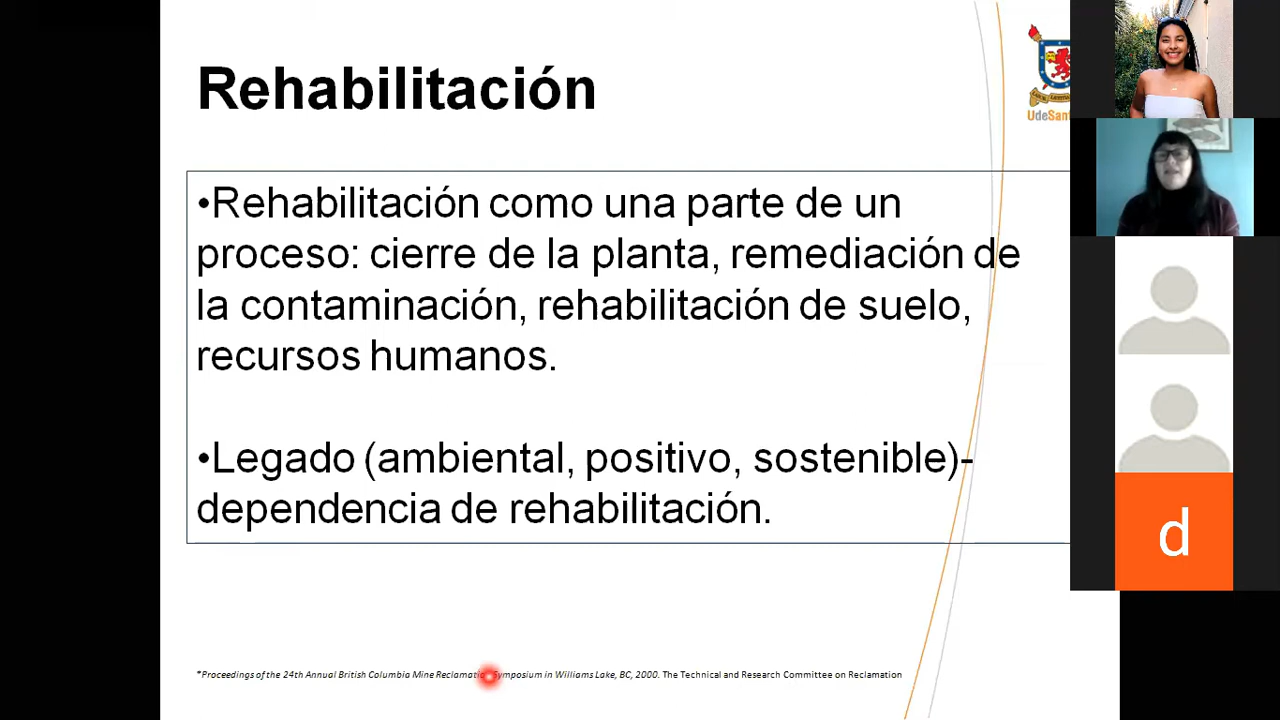 Rehabilitación
•Rehabilitación como una parte de un
proceso: cierre de la planta, remediación de
la contaminación, rehabilitación de suelo,
recursos humanos.
•Legado (ambiental, positivo, sostenible)-
dependencia de rehabilitación.
*Proceedings of the 24th Annual British Columbia Mine Reclamation Symposium in Williams Lake, BC, 2000. The Technical and Research Committee on Reclamation
UdeSant
d